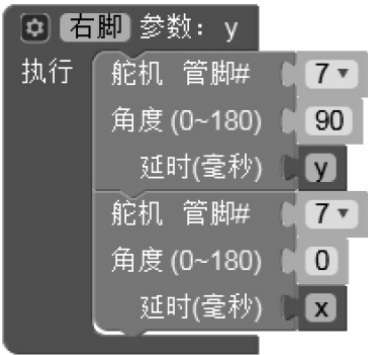 右脚 参数： y
执行 舵机 管脚# 7
角度 (0~180) 90
延时(毫秒) y
舵机 管脚# 7
角度 (0~180) 0
延时(毫秒) x